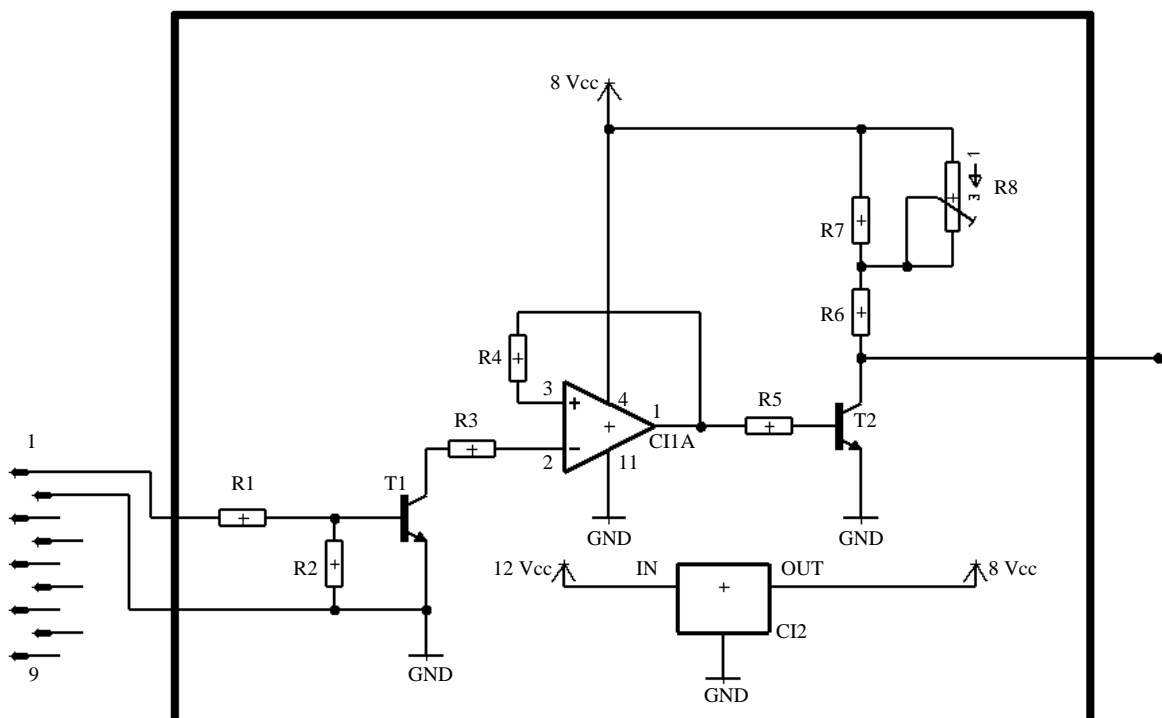 8 Vcc
1
3
R8
R7
R6
R4
3
4
1
R5
T2
R3
CI1A
2
11
1
R1
T1
GND
GND
R2
12 Vcc
IN
OUT
8 Vcc
CI2
9
GND
GND